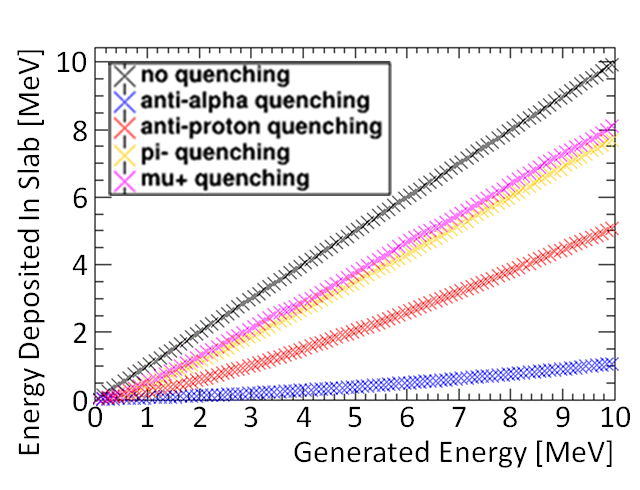 Energy Deposited In Slab [MeV]
10
8
6
4
2
0
no quenching
anti-alpha quenching
anti-proton quenching
pi- quenching
mu+ quenching
0 1 2 3 4 5 6 7 8 9 10
Generated Energy [MeV]